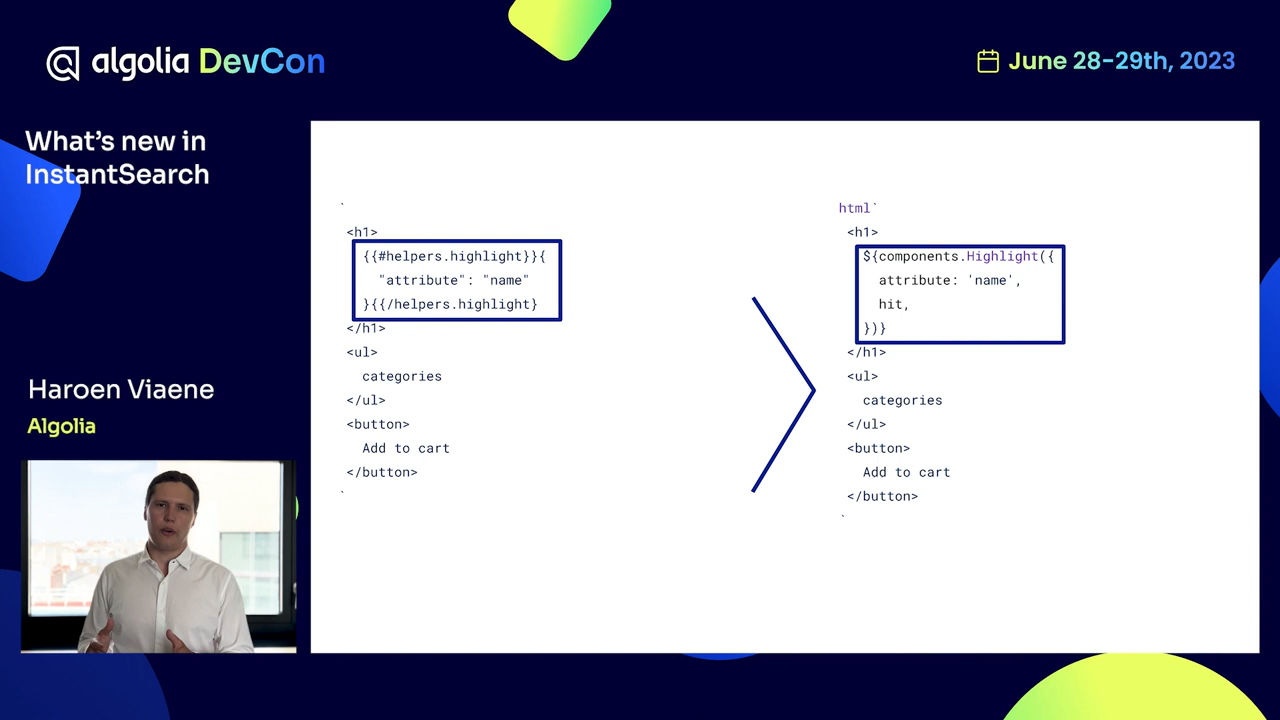 algolia DevCon
June 28-29th, 2023
What's new in
InstantSearch
Haroen Viaene
Algolia
`
<h1>
{{#helpers.highlight}}{
"attribute": "name"
}{{/helpers.highlight}
</h1>
<ul>
categories
</ul>
<button>
Add to cart
</button>
`
html`
<h1>
${components.Highlight({
attribute: 'name',
hit,
})}
</h1>
<ul>
categories
</ul>
<button>
Add to cart
</button>
`